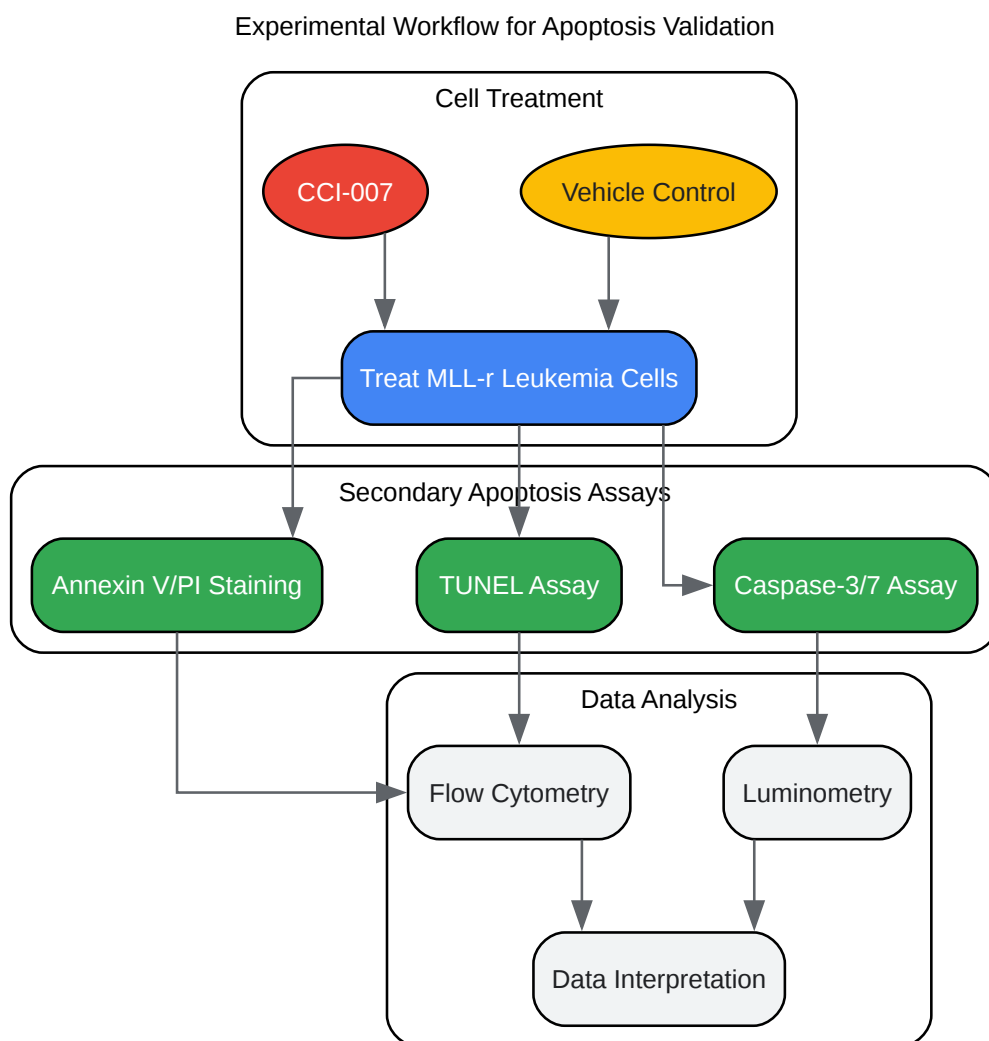 Experimental Workflow for Apoptosis Validation
Cell Treatment
CCI-007
Vehicle Control
Treat MLL-r Leukemia Cells
Secondary Apoptosis Assays
Annexin V/PI Staining
TUNEL Assay
Caspase-3/7 Assay
Data Analysis
Flow Cytometry
Luminometry
Data Interpretation